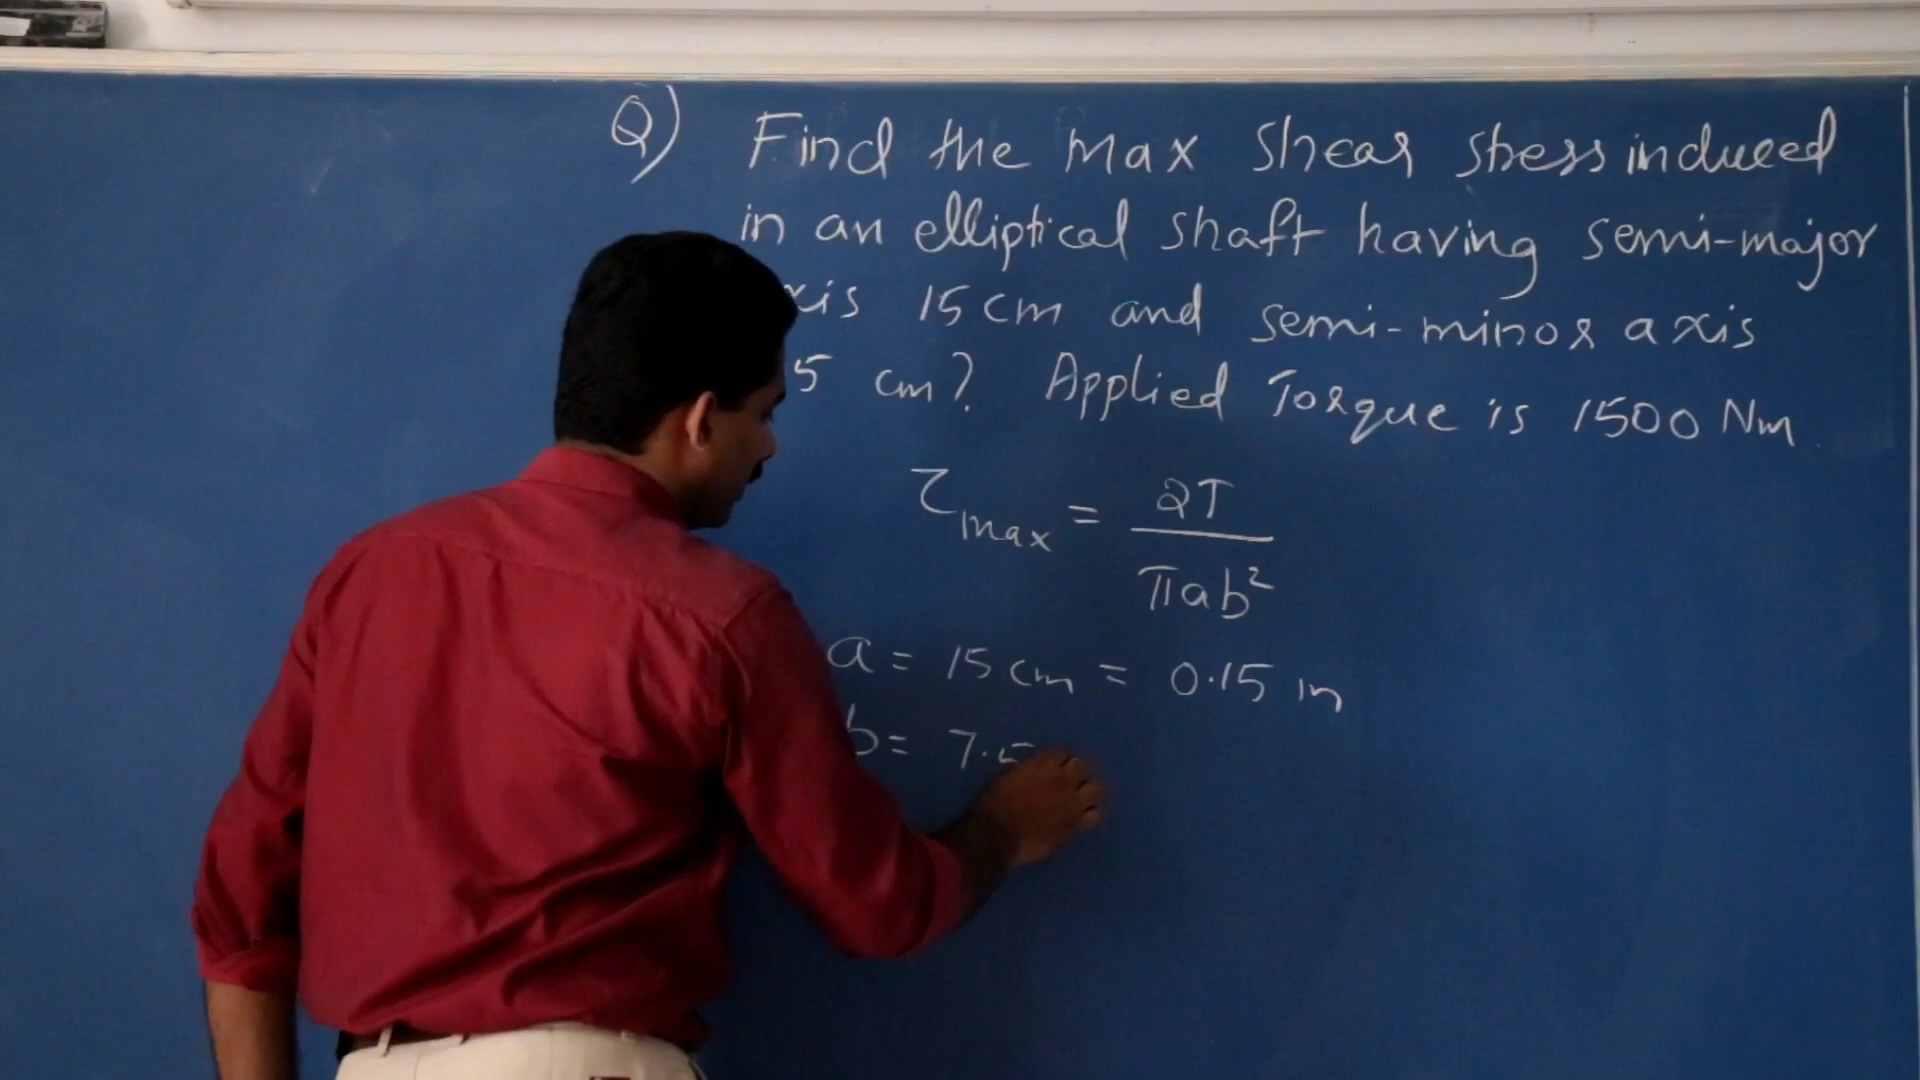 Q) Find the Max Shear stress induced
in an elliptical shaft having semi-major
xis 15 cm and semi-minor axis
5 cm? Applied Torque is 1500 Nm.
τmax = 2T / πab²
a = 15 cm = 0.15 m
b = 7.5